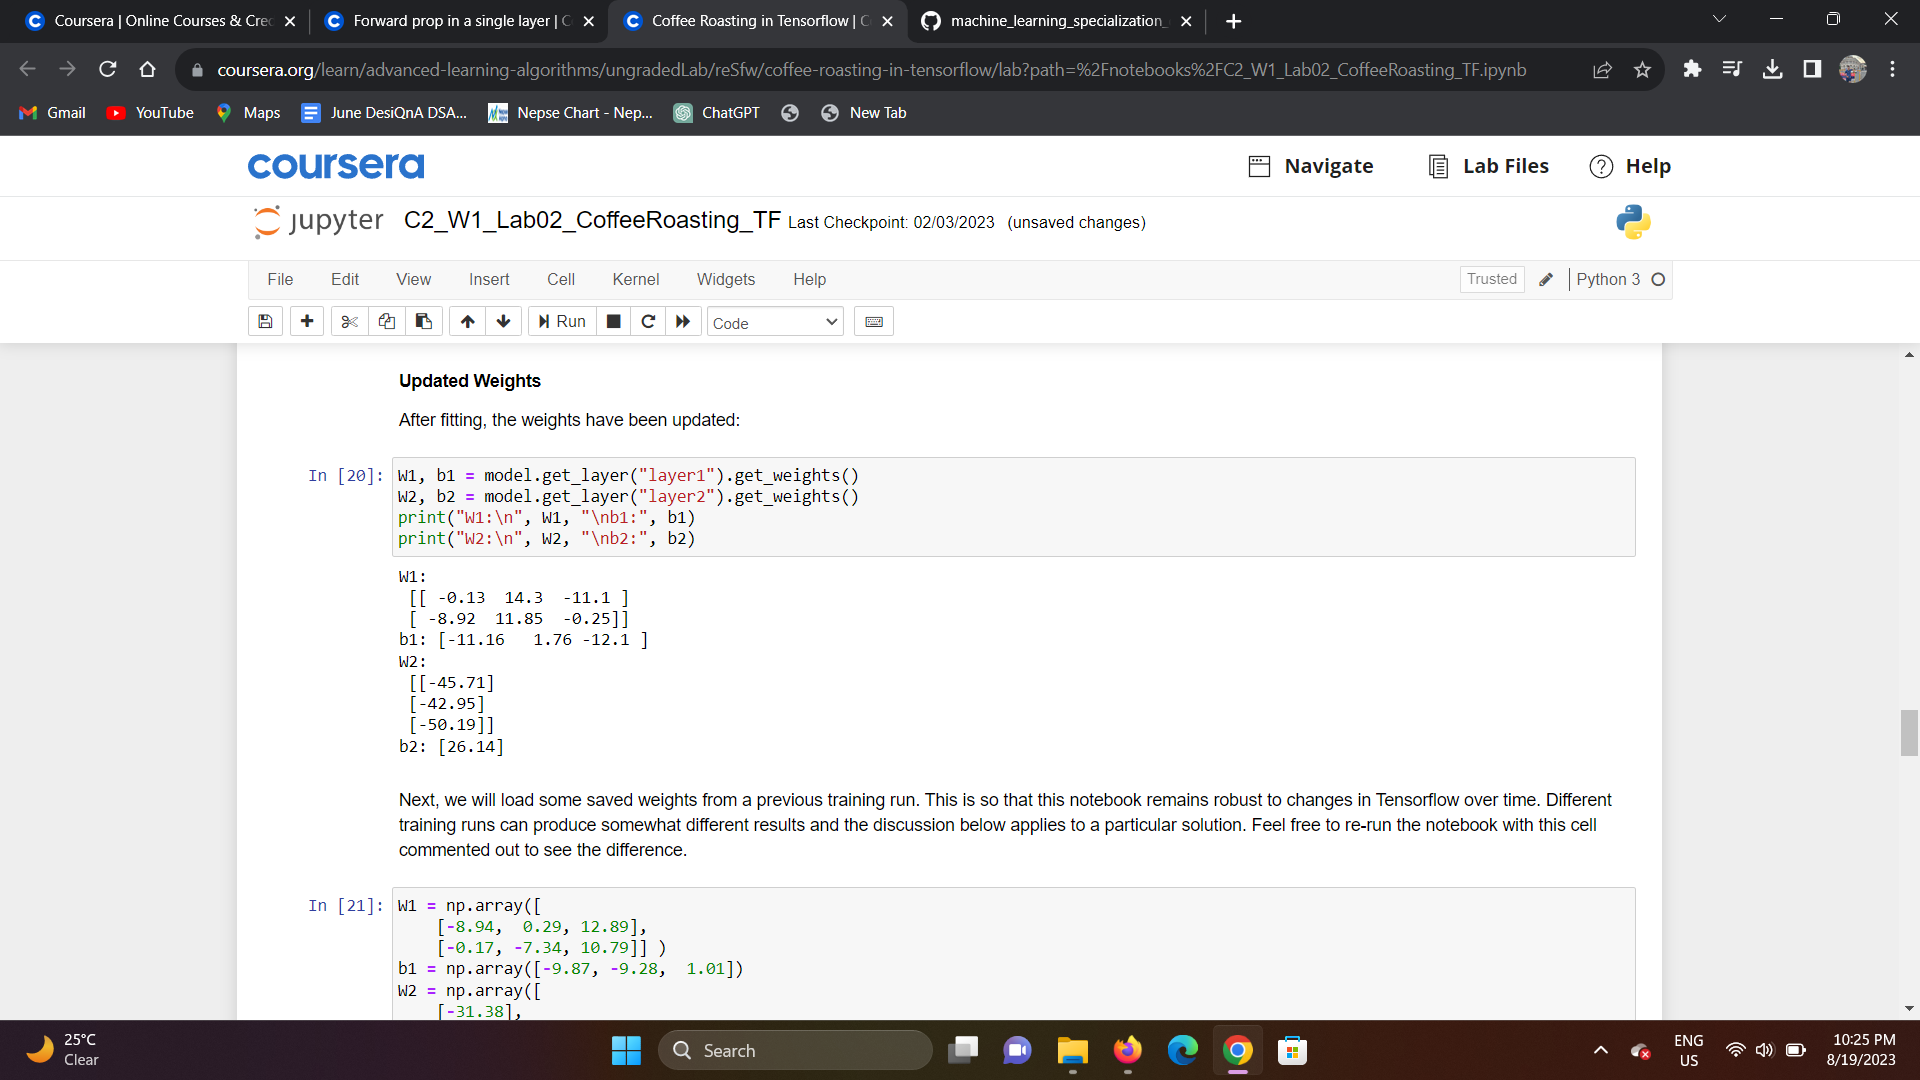 Coursera | Online Courses & Cre
Forward prop in a single layer | C
Coffee Roasting in Tensorflow | C
machine_learning_specialization_
coursera.org/learn/advanced-learning-algorithms/ungradedLab/reSfw/coffee-roasting-in-tensorflow/lab?path=%2Fnotebooks%2FC2_W1_Lab02_CoffeeRoasting_TF.ipynb
Gmail YouTube Maps June DesiQnA DSA... Nepse Chart - Nep... ChatGPT New Tab
coursera
Navigate Lab Files Help
jupyter C2_W1_Lab02_CoffeeRoasting_TF Last Checkpoint: 02/03/2023 (unsaved changes)
File Edit View Insert Cell Kernel Widgets Help Trusted Python 3
Run Code
Updated Weights
After fitting, the weights have been updated:
In [20]: W1, b1 = model.get_layer("layer1").get_weights()
W2, b2 = model.get_layer("layer2").get_weights()
print("W1:\n", W1, "\nb1:", b1)
print("W2:\n", W2, "\nb2:", b2)
W1:
[[ -0.13 14.3 -11.1 ]
[ -8.92 11.85 -0.25]]
b1: [-11.16 1.76 -12.1 ]
W2:
[[-45.71]
[-42.95]
[-50.19]]
b2: [26.14]
Next, we will load some saved weights from a previous training run. This is so that this notebook remains robust to changes in Tensorflow over time. Different
training runs can produce somewhat different results and the discussion below applies to a particular solution. Feel free to re-run the notebook with this cell
commented out to see the difference.
In [21]: W1 = np.array([
[-8.94, 0.29, 12.89],
[-0.17, -7.34, 10.79]] )
b1 = np.array([-9.87, -9.28, 1.01])
W2 = np.array([
[-31.38],
25°C
Clear
Search
ENG
US
10:25 PM
8/19/2023